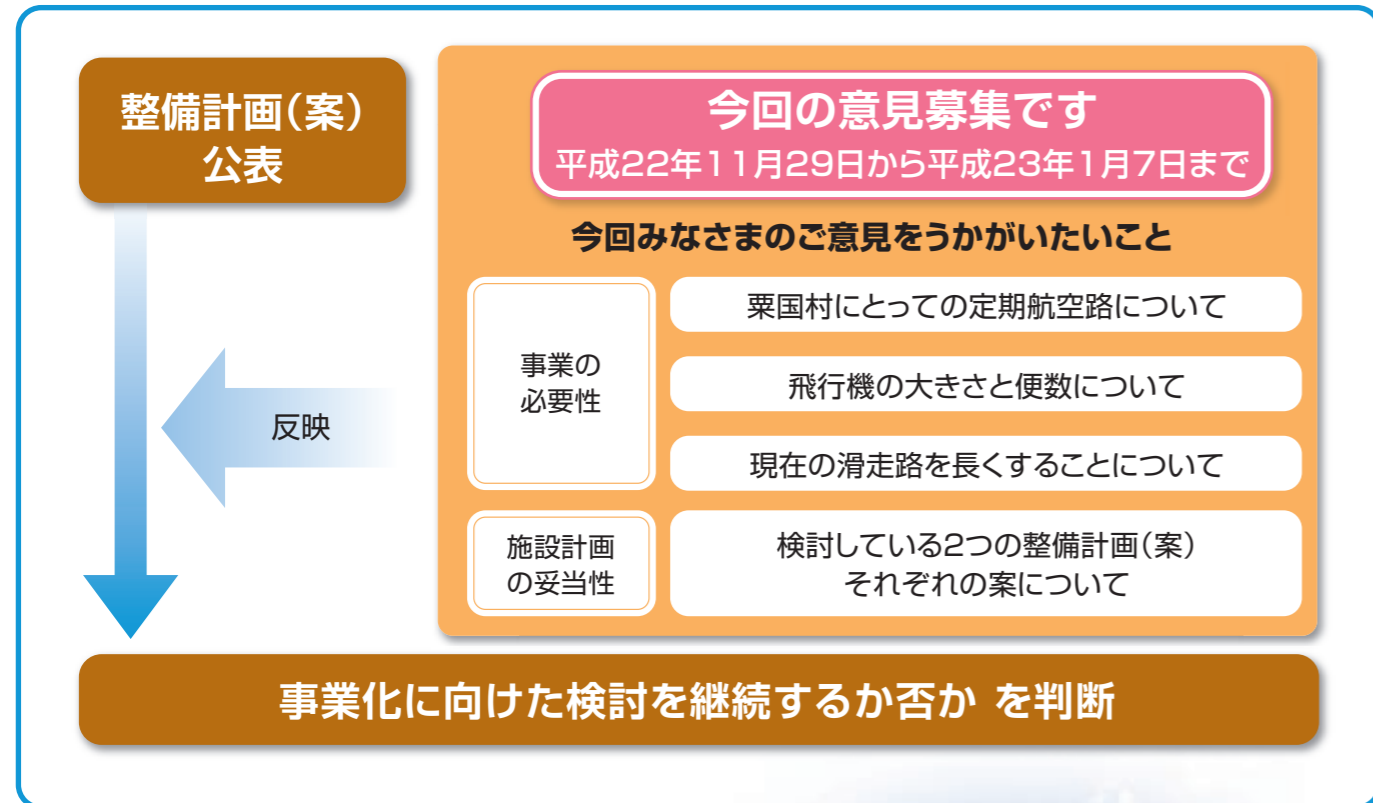 整備計画(案)
公表
今回の意見募集です
平成22年11月29日から平成23年1月7日まで
今回みなさまのご意見をうかがいたいこと
事業の
必要性
粟国村にとっての定期航空路について
飛行機の大きさと便数について
現在の滑走路を長くすることについて
反映
施設計画
の妥当性
検討している2つの整備計画(案)
それぞれの案について
事業化に向けた検討を継続するか否か を判断